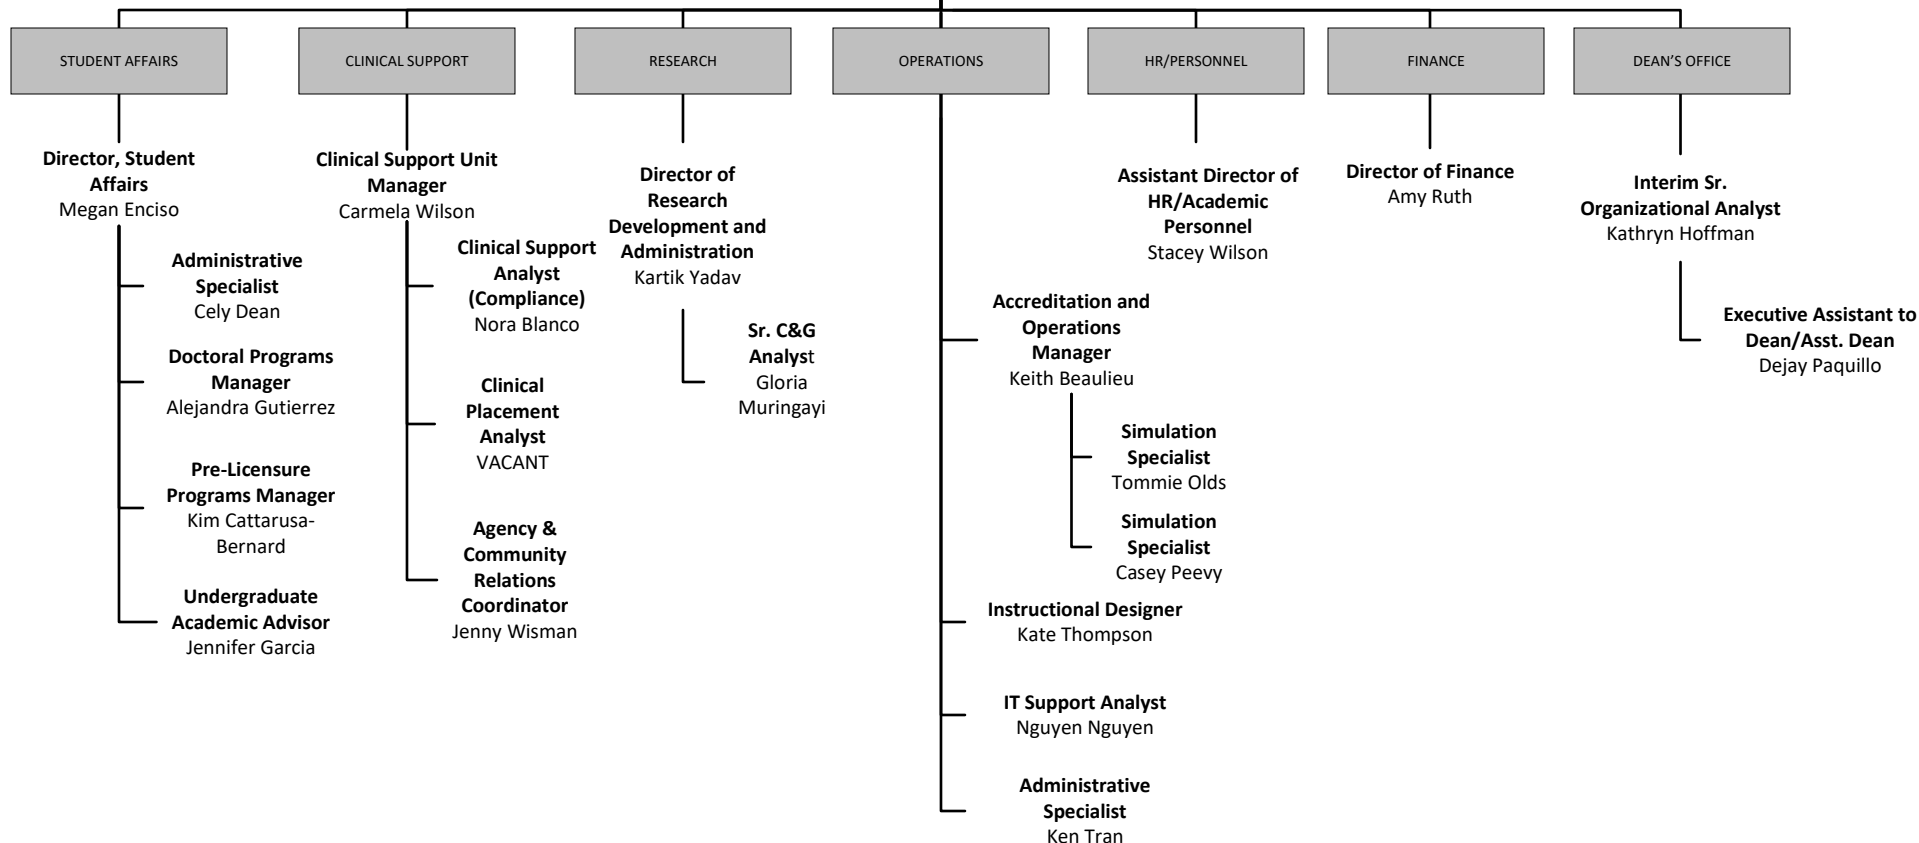 STUDENT AFFAIRS
CLINICAL SUPPORT
RESEARCH
OPERATIONS
HR/PERSONNEL
FINANCE
DEAN’S OFFICE
Director, Student
Affairs
Megan Enciso
Administrative
Specialist
Cely Dean
Doctoral Programs
Manager
Alejandra Gutierrez
Pre-Licensure
Programs Manager
Kim Cattarusa-
Bernard
Undergraduate
Academic Advisor
Jennifer Garcia
Clinical Support Unit
Manager
Carmela Wilson
Clinical Support
Analyst
(Compliance)
Nora Blanco
Clinical
Placement
Analyst
VACANT
Agency &
Community
Relations
Coordinator
Jenny Wisman
Director of
Research
Development and
Administration
Kartik Yadav
Sr. C&G
Analyst
Gloria
Muringayi
Accreditation and
Operations
Manager
Keith Beaulieu
Simulation
Specialist
Tommie Olds
Simulation
Specialist
Casey Peevy
Instructional Designer
Kate Thompson
IT Support Analyst
Nguyen Nguyen
Administrative
Specialist
Ken Tran
Assistant Director of
HR/Academic
Personnel
Stacey Wilson
Director of Finance
Amy Ruth
Interim Sr.
Organizational Analyst
Kathryn Hoffman
Executive Assistant to
Dean/Asst. Dean
Dejay Paquillo